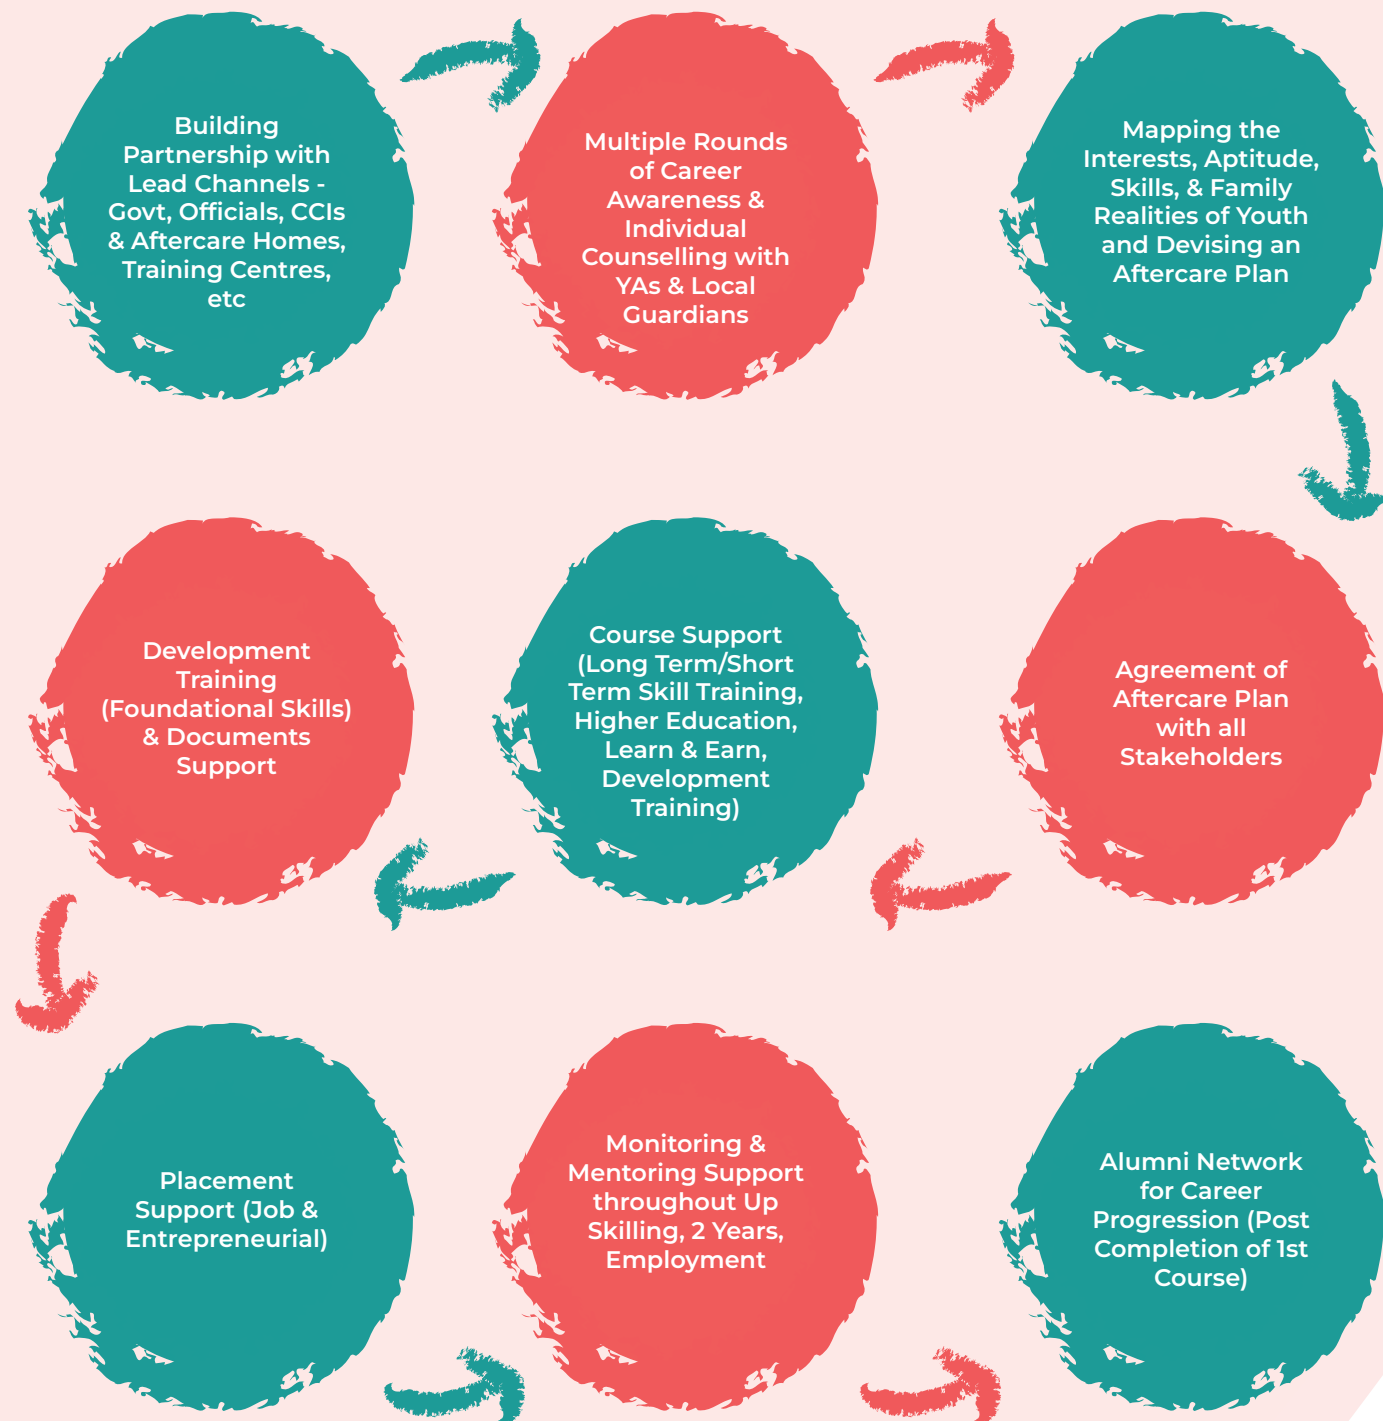 Building
Partnership with
Lead Channels -
Govt, Officials, CCIs
& Aftercare Homes,
Training Centres,
etc
Multiple Rounds
of Career
Awareness &
Individual
Counselling with
YAs & Local
Guardians
Mapping the
Interests, Aptitude,
Skills, & Family
Realities of Youth
and Devising an
Aftercare Plan
Agreement of
Aftercare Plan
with all
Stakeholders
Course Support
(Long Term/Short
Term Skill Training,
Higher Education,
Learn & Earn,
Development
Training)
Development
Training
(Foundational Skills)
& Documents
Support
Placement
Support (Job &
Entrepreneurial)
Monitoring &
Mentoring Support
throughout Up
Skilling, 2 Years,
Employment
Alumni Network
for Career
Progression (Post
Completion of 1st
Course)